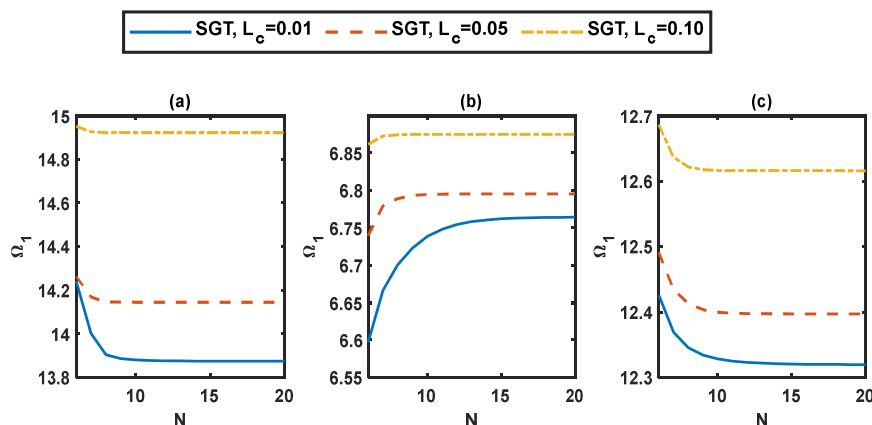 SGT, L_c=0.01 SGT, L_c=0.05 SGT, L_c=0.10
(a) (b) (c)
15
14.8
14.6
14.4
14.2
14
13.8
Ω_1
10 15 20
N
6.85
6.8
6.75
6.7
6.65
6.6
6.55
Ω_1
10 15 20
N
12.7
12.6
12.5
12.4
12.3
Ω_1
10 15 20
N